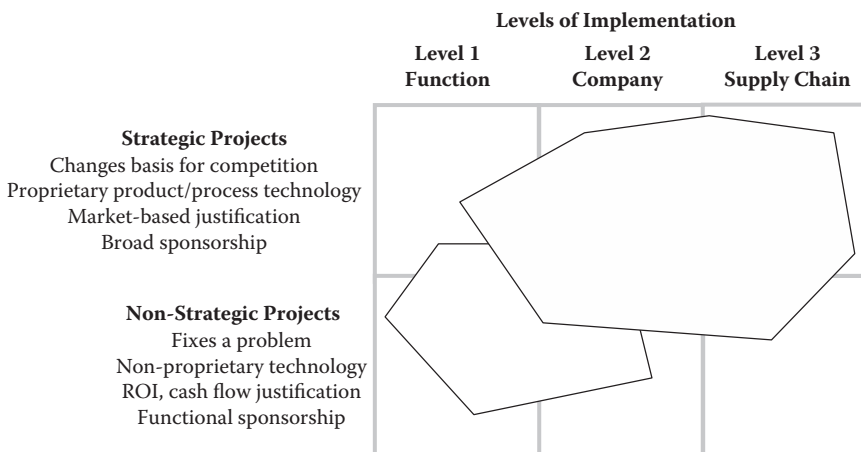 Levels of Implementation
Level 1
Function
Level 2
Company
Level 3
Supply Chain
Strategic Projects
Changes basis for competition
Proprietary product/process technology
Market-based justification
Broad sponsorship
Non-Strategic Projects
Fixes a problem
Non-proprietary technology
ROI, cash flow justification
Functional sponsorship